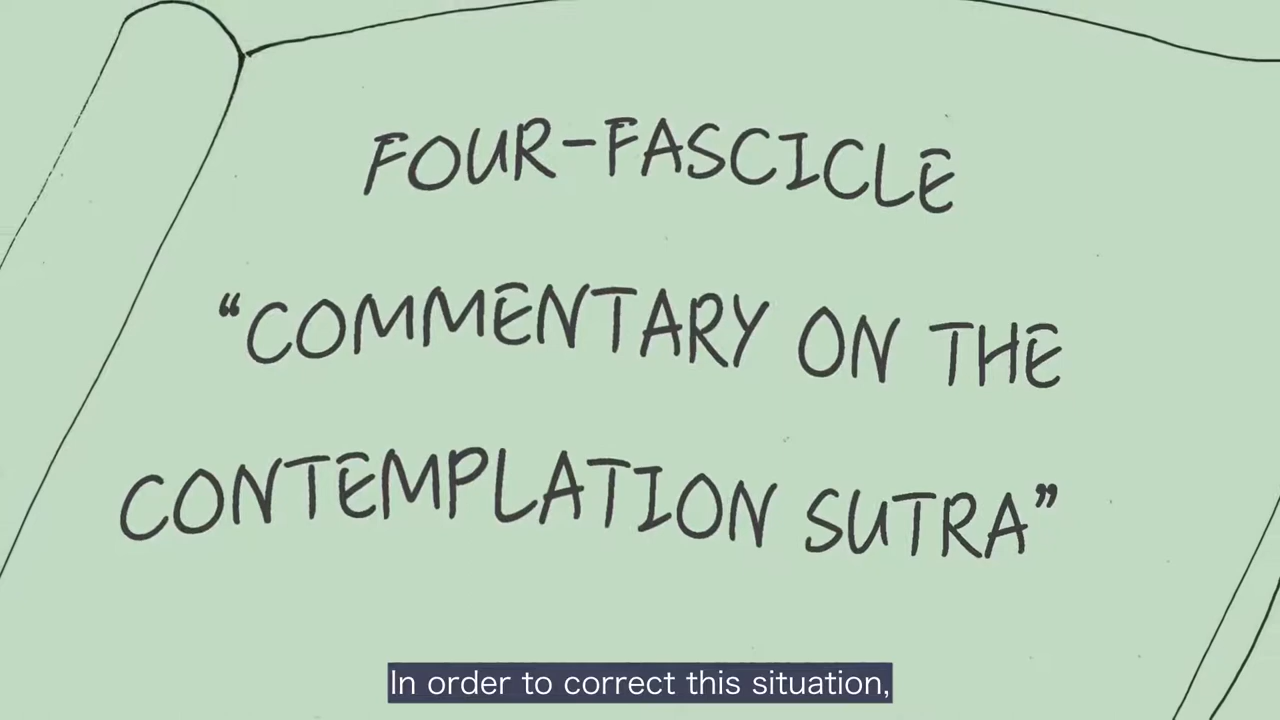 FOUR-FASCICLE
“COMMENTARY ON THE
CONTEMPLATION SUTRA”
In order to correct this situation,